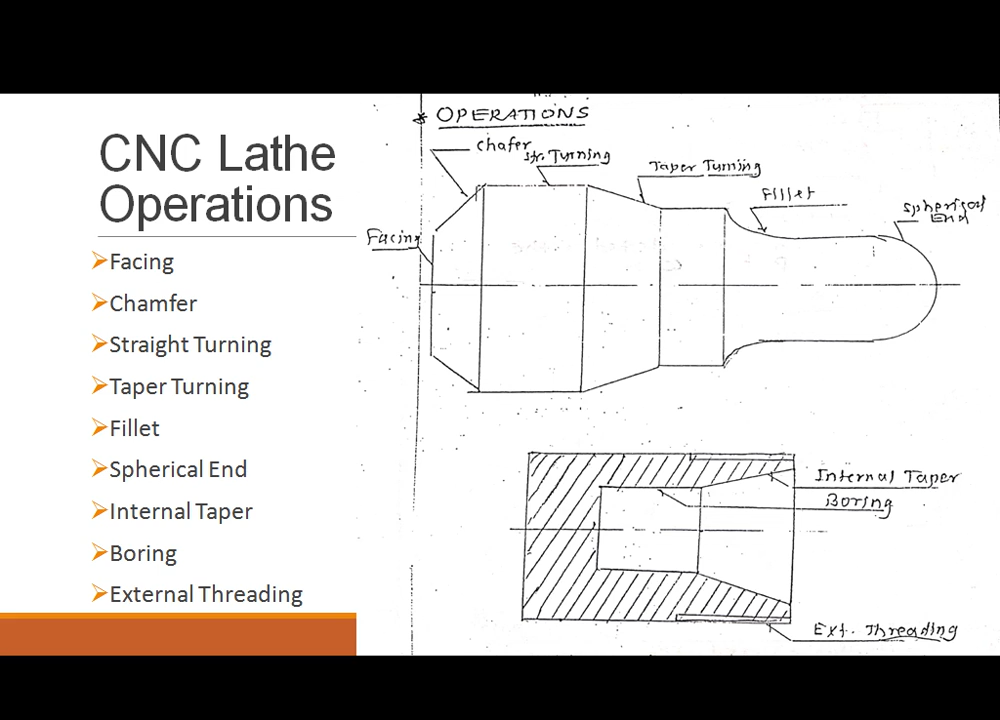 CNC Lathe
Operations
Facing
Chamfer
Straight Turning
Taper Turning
Fillet
Spherical End
Internal Taper
Boring
External Threading
* OPERATIONS
chafer
str. Turning
Taper Turning
Fillet
spherical
End
Facing
Internal Taper
Boring
Ext. Threading